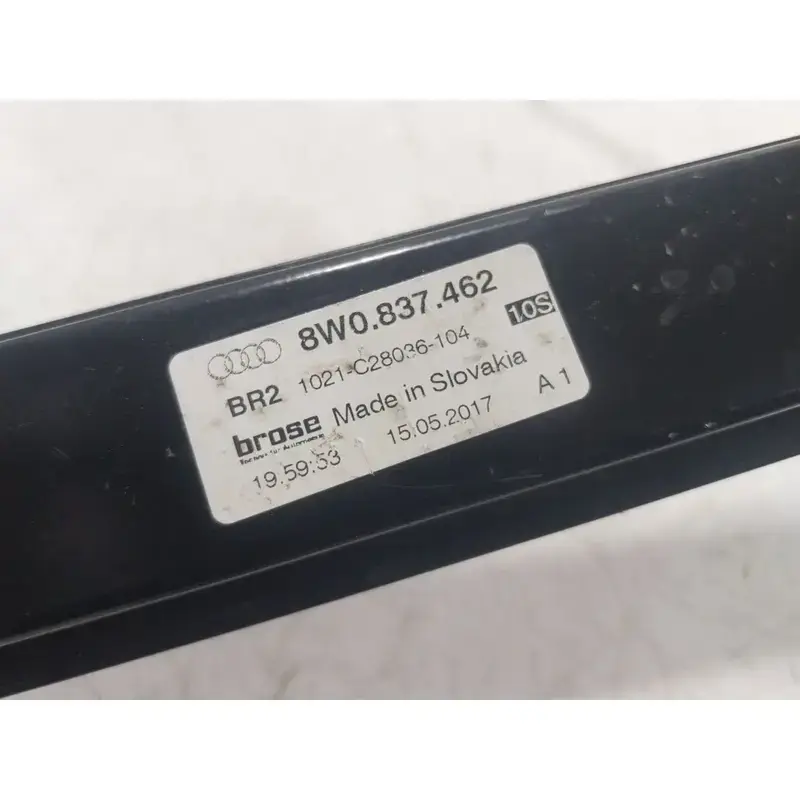 8W0.837.462
BR2 1021-C28036-104 10S
brose Made in Slovakia
19:59:53 15.05.2017 A 1